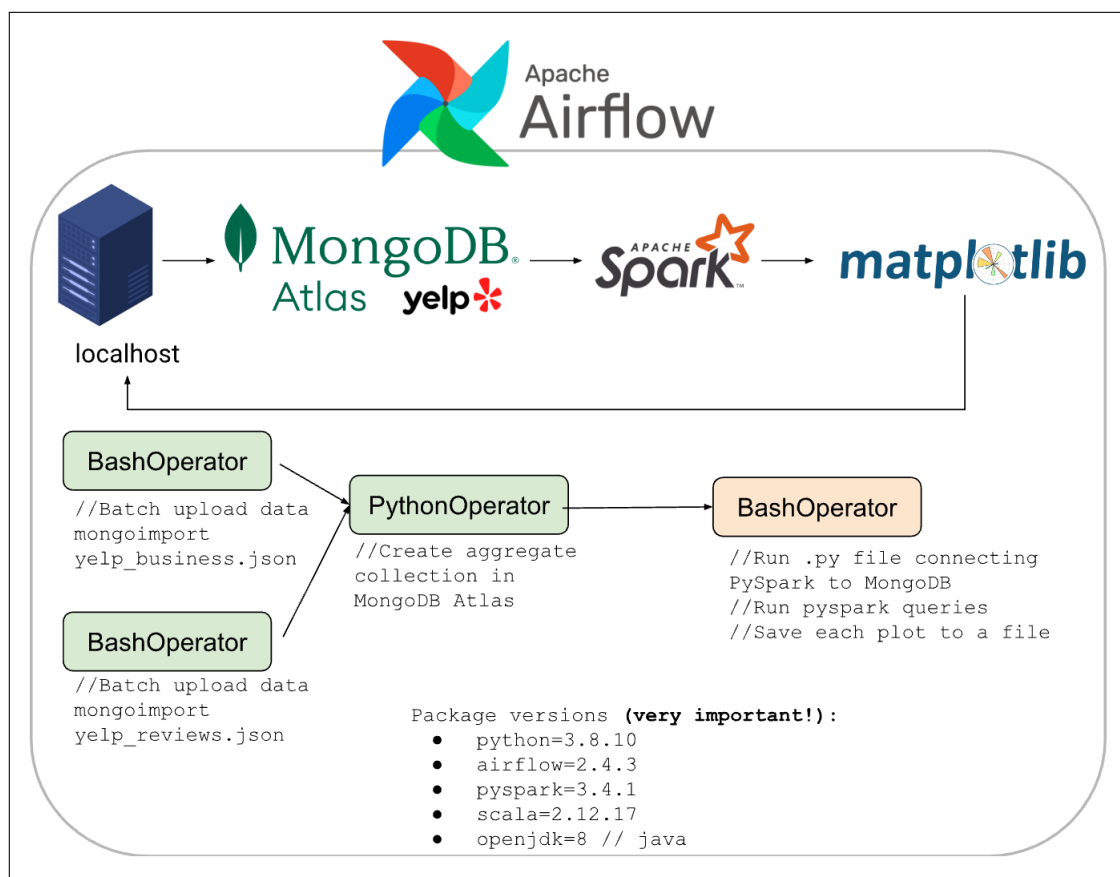 Apache
Airflow
MongoDB®
Atlas
yelp
APACHE
Spark™
matplotlib
localhost
BashOperator
//Batch upload data
mongoimport
yelp_business.json
PythonOperator
//Create aggregate
collection in
MongoDB Atlas
BashOperator
//Run .py file connecting
PySpark to MongoDB
//Run pyspark queries
//Save each plot to a file
BashOperator
//Batch upload data
mongoimport
yelp_reviews.json
Package versions (very important!):
● python=3.8.10
● airflow=2.4.3
● pyspark=3.4.1
● scala=2.12.17
● openjdk=8 // java